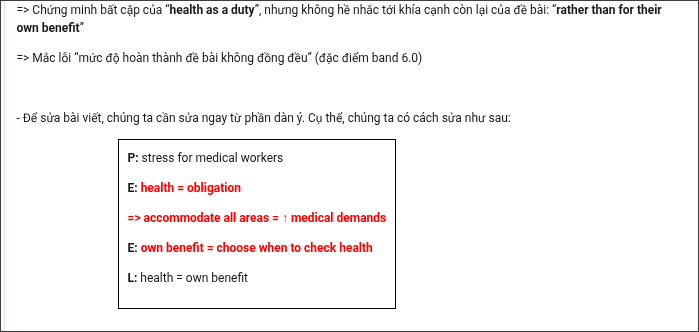 => Chứng minh bất cập của “health as a duty”, nhưng không hề nhắc tới khía cạnh còn lại của đề bài: “rather than for their
own benefit”
=> Mắc lỗi “mức độ hoàn thành đề bài không đồng đều” (đặc điểm band 6.0)
- Để sửa bài viết, chúng ta cần sửa ngay từ phần dàn ý. Cụ thể, chúng ta có cách sửa như sau:
P: stress for medical workers
E: health = obligation
=> accommodate all areas = ↑ medical demands
E: own benefit = choose when to check health
L: health = own benefit